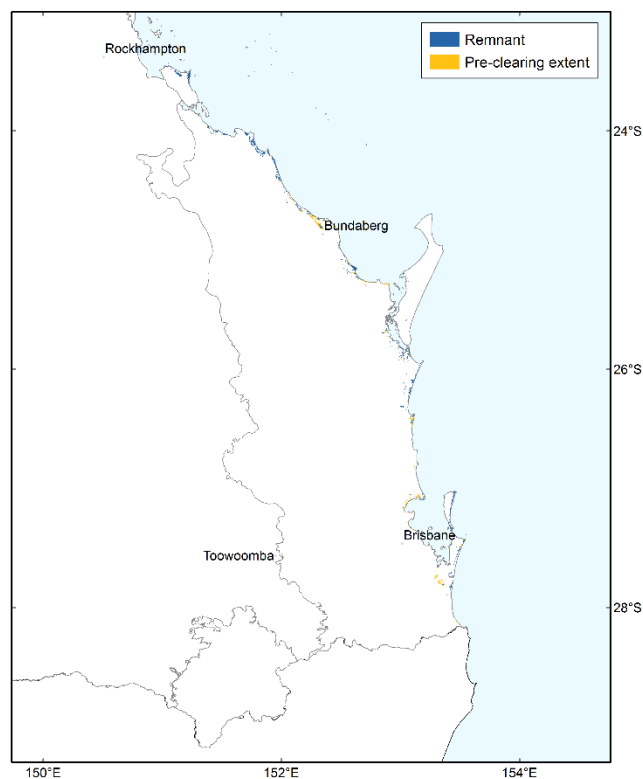 Rockhampton
Remnant
Pre-clearing extent
24°S
Bundaberg
26°S
Brisbane
Toowoomba
28°S
150°E
152°E
154°E